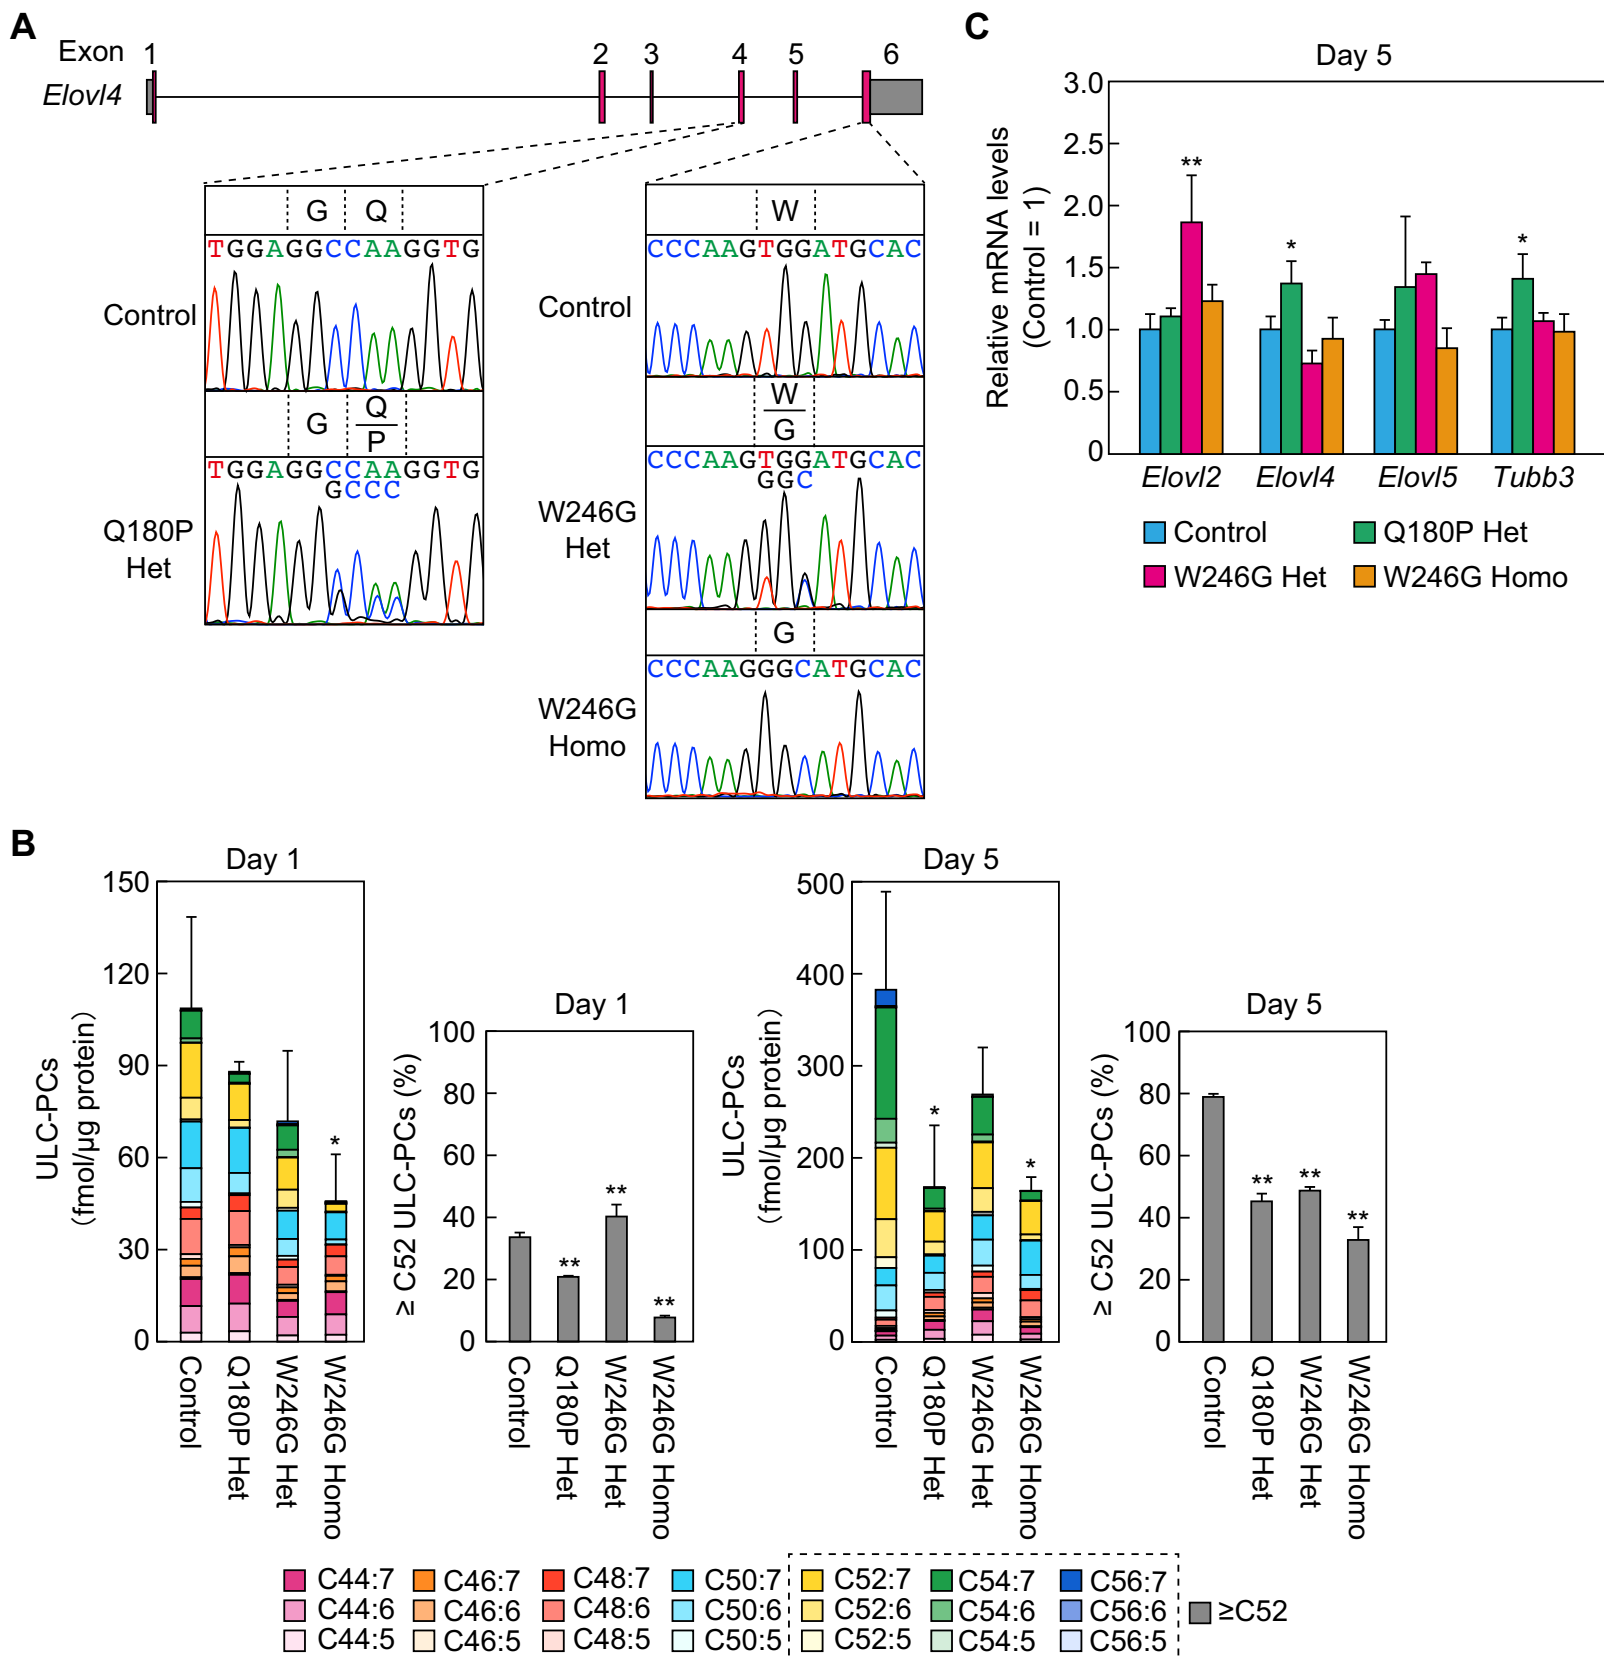 A
Exon 1 2 3 4 5 6
Elovl4
G Q
TGGAGGCCAAGGTG
Control
G Q
P
TGGAGGCCAAGGTG
GCCC
Q180P
Het
W
CCCAAGTGGATGCAC
Control
W
G
CCCAAGTGGATGCAC
GGC
W246G
Het
G
CCCAAGGGCATGCAC
W246G
Homo
C
Day 5
Relative mRNA levels
(Control = 1)
3.0
2.5
2.0
1.5
1.0
0.5
0
**
*
*
Elovl2 Elovl4 Elovl5 Tubb3
Control Q180P Het
W246G Het W246G Homo
B
Day 1
ULC-PCs
(fmol/µg protein)
150
120
90
60
30
0
*
Control Q180P Het W246G Het W246G Homo
Day 1
≥ C52 ULC-PCs (%)
100
80
60
40
20
0
** ** **
Control Q180P Het W246G Het W246G Homo
Day 5
ULC-PCs
(fmol/µg protein)
500
400
300
200
100
0
* *
Control Q180P Het W246G Het W246G Homo
Day 5
≥ C52 ULC-PCs (%)
100
80
60
40
20
0
** ** **
Control Q180P Het W246G Het W246G Homo
C44:7 C46:7 C48:7 C50:7 C52:7 C54:7 C56:7
C44:6 C46:6 C48:6 C50:6 C52:6 C54:6 C56:6 ≥C52
C44:5 C46:5 C48:5 C50:5 C52:5 C54:5 C56:5